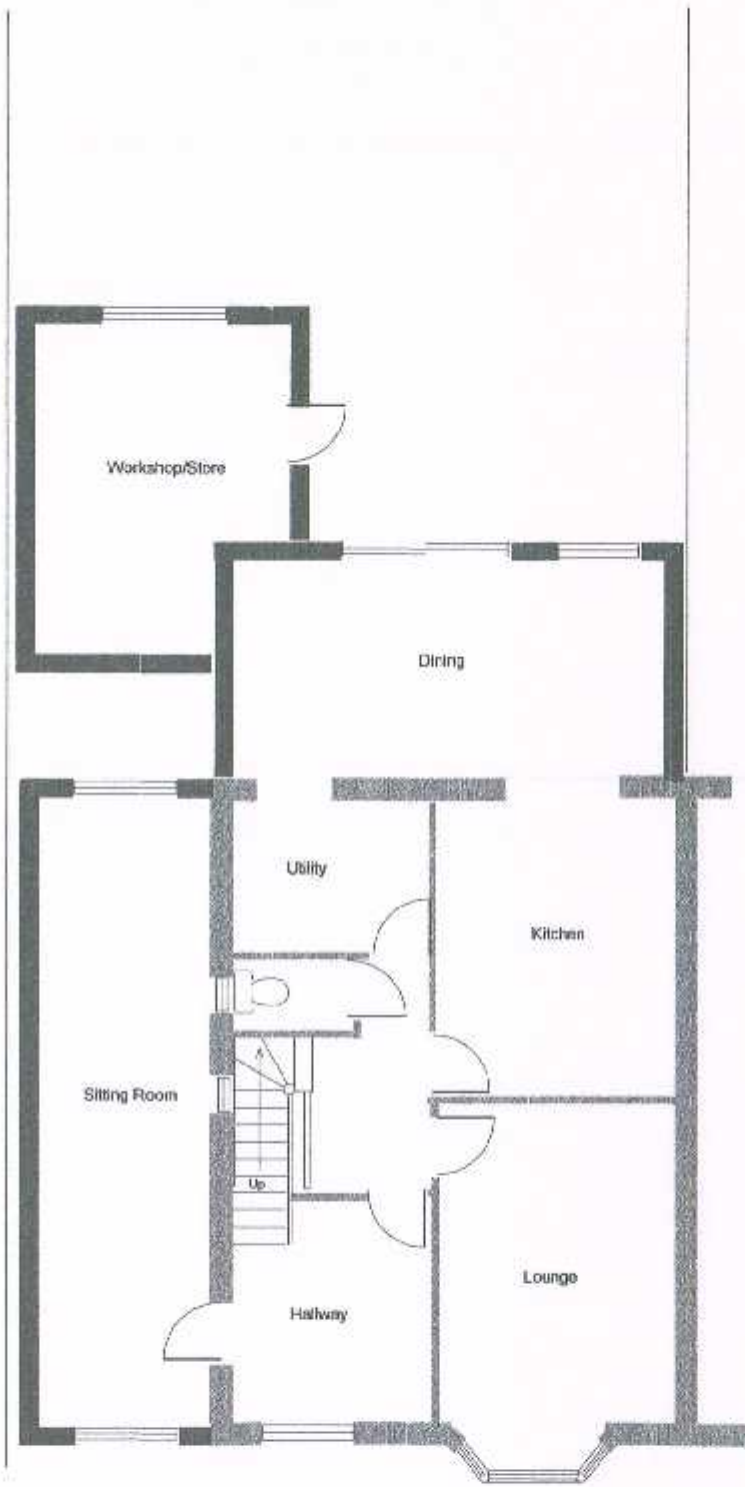 Workshop/Store
Dining
Utility
Kitchen
Sitting Room
Up
Lounge
Hallway